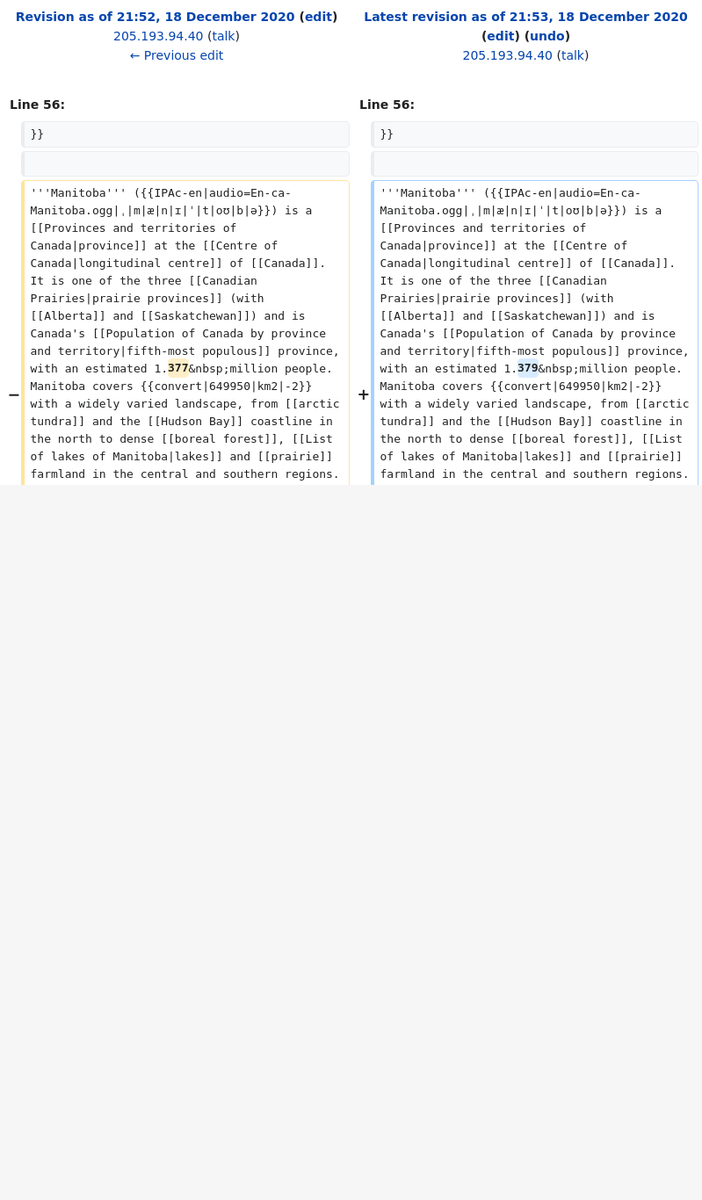 Revision as of 21:52, 18 December 2020 (edit)
205.193.94.40 (talk)
← Previous edit
Line 56:
}}
−
'''Manitoba''' ({{IPAc-en|audio=En-ca-
Manitoba.ogg|ˌ|m|æ|n|ɪ|ˈ|t|oʊ|b|ə}}) is a
[[Provinces and territories of
Canada|province]] at the [[Centre of
Canada|longitudinal centre]] of [[Canada]].
It is one of the three [[Canadian
Prairies|prairie provinces]] (with
[[Alberta]] and [[Saskatchewan]]) and is
Canada's [[Population of Canada by province
and territory|fifth-most populous]] province,
with an estimated 1.377&nbsp;million people.
Manitoba covers {{convert|649950|km2|-2}}
with a widely varied landscape, from [[arctic
tundra]] and the [[Hudson Bay]] coastline in
the north to dense [[boreal forest]], [[List
of lakes of Manitoba|lakes]] and [[prairie]]
farmland in the central and southern regions.
Latest revision as of 21:53, 18 December 2020
(edit) (undo)
205.193.94.40 (talk)
Line 56:
}}
+
'''Manitoba''' ({{IPAc-en|audio=En-ca-
Manitoba.ogg|ˌ|m|æ|n|ɪ|ˈ|t|oʊ|b|ə}}) is a
[[Provinces and territories of
Canada|province]] at the [[Centre of
Canada|longitudinal centre]] of [[Canada]].
It is one of the three [[Canadian
Prairies|prairie provinces]] (with
[[Alberta]] and [[Saskatchewan]]) and is
Canada's [[Population of Canada by province
and territory|fifth-most populous]] province,
with an estimated 1.379&nbsp;million people.
Manitoba covers {{convert|649950|km2|-2}}
with a widely varied landscape, from [[arctic
tundra]] and the [[Hudson Bay]] coastline in
the north to dense [[boreal forest]], [[List
of lakes of Manitoba|lakes]] and [[prairie]]
farmland in the central and southern regions.